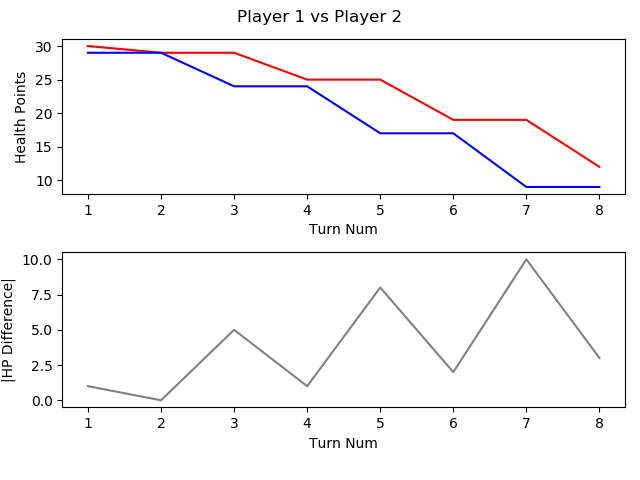 Player 1 vs Player 2
Health Points
30
25
20
15
10
1 2 3 4 5 6 7 8
Turn Num
|HP Difference|
10.0
7.5
5.0
2.5
0.0
1 2 3 4 5 6 7 8
Turn Num